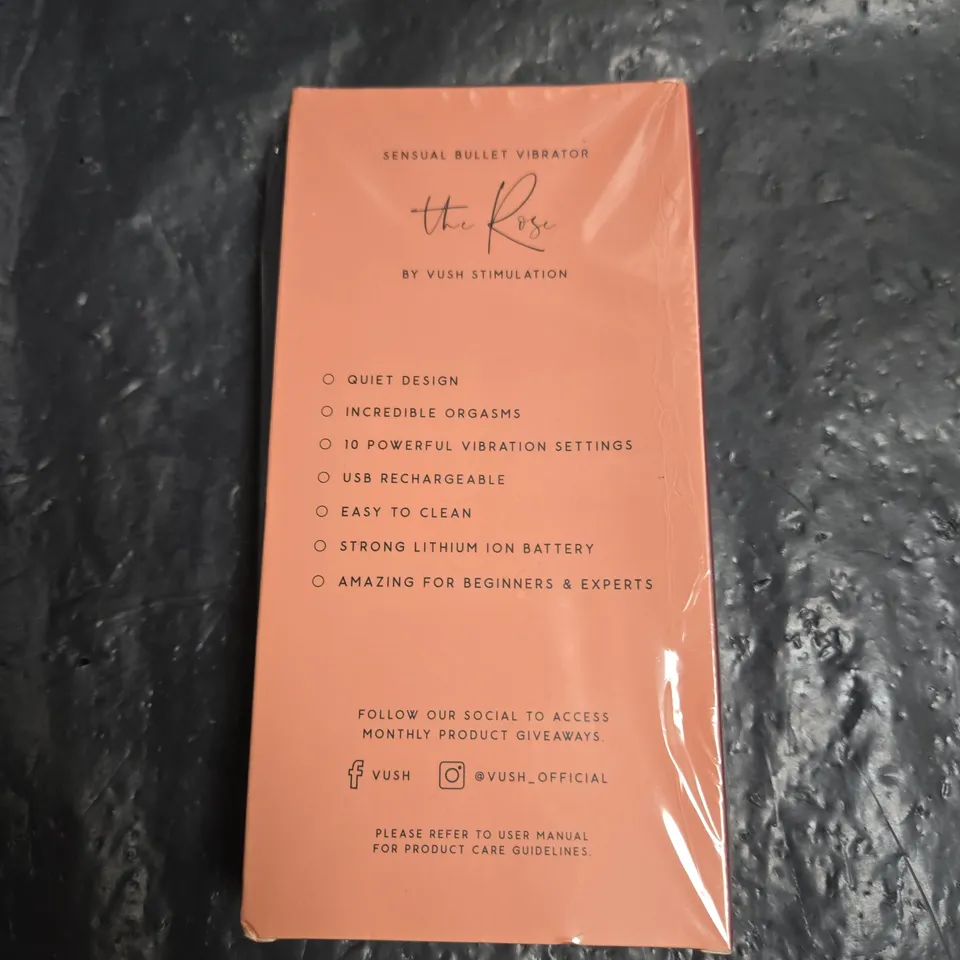 SENSUAL BULLET VIBRATOR
the Rose
BY VUSH STIMULATION
QUIET DESIGN
INCREDIBLE ORGASMS
10 POWERFUL VIBRATION SETTINGS
USB RECHARGEABLE
EASY TO CLEAN
STRONG LITHIUM ION BATTERY
AMAZING FOR BEGINNERS & EXPERTS
FOLLOW OUR SOCIAL TO ACCESS
MONTHLY PRODUCT GIVEAWAYS.
VUSH @VUSH_OFFICIAL
PLEASE REFER TO USER MANUAL
FOR PRODUCT CARE GUIDELINES.